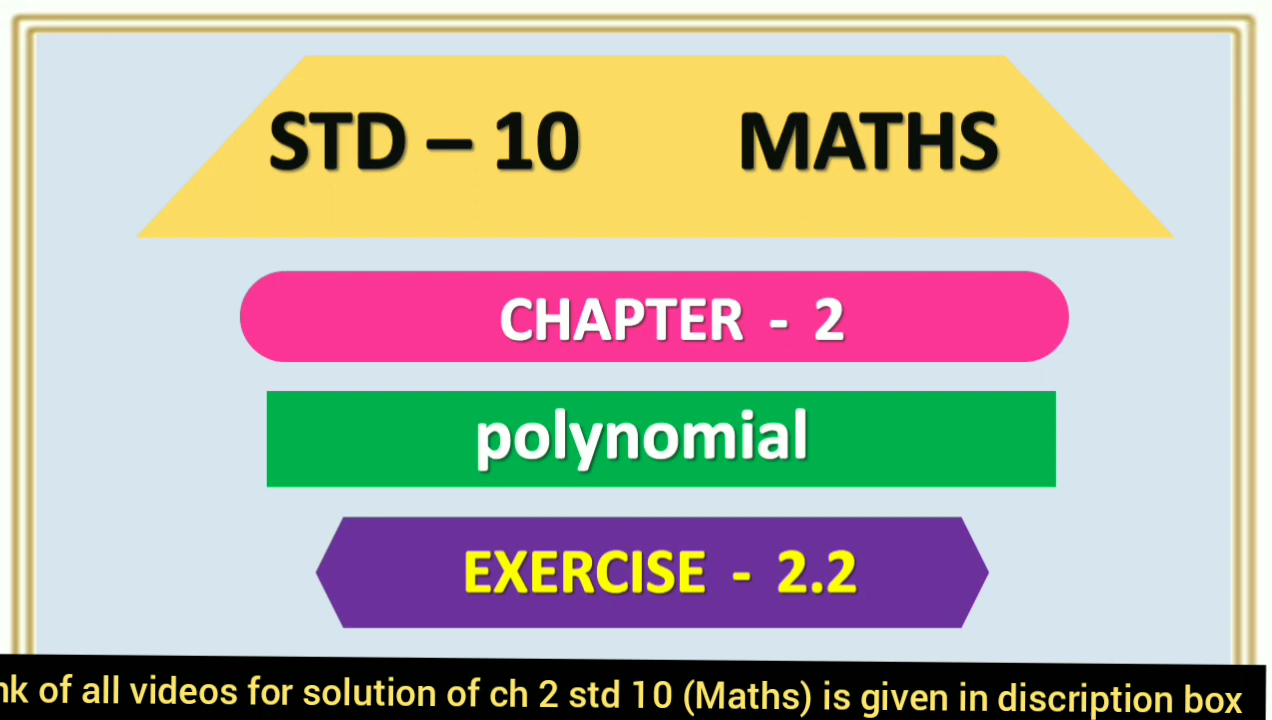 STD – 10 MATHS
CHAPTER - 2
polynomial
EXERCISE - 2.2
of all videos for solution of ch 2 std 10 (Maths) is given in discription box